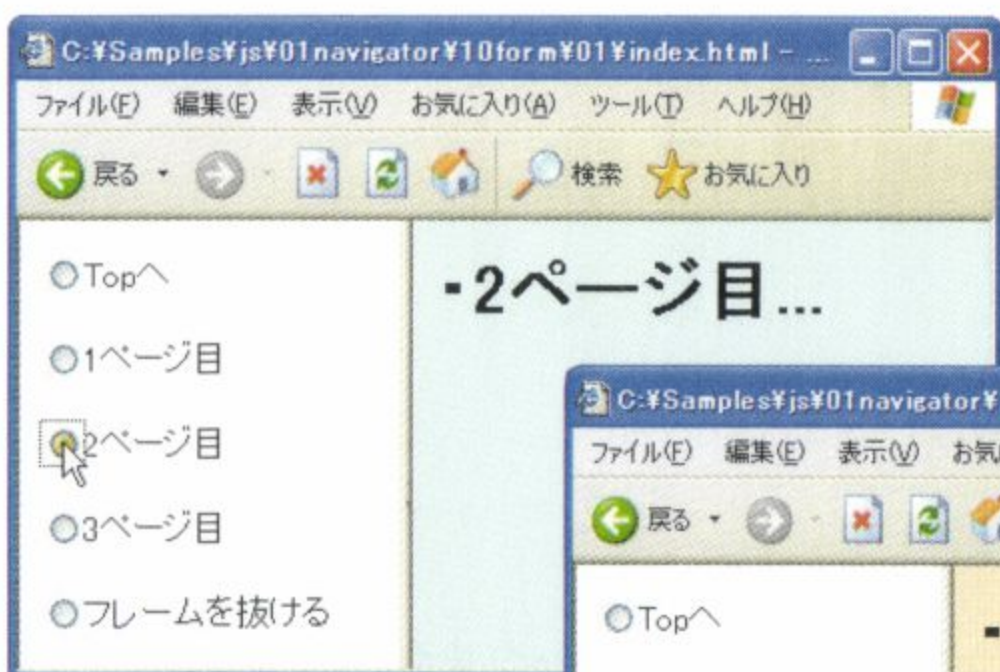 C:¥Samples¥js¥01navigator¥10form¥01¥index.html - ...
ファイル(F) 編集(E) 表示(V) お気に入り(A) ツール(T) ヘルプ(H)
戻る 検索 お気に入り
Topへ
1ページ目
2ページ目
3ページ目
フレームを抜ける
・2ページ目...
C:¥Samples¥js¥01navigator¥
ファイル(F) 編集(E) 表示(V) お気
戻る
Topへ